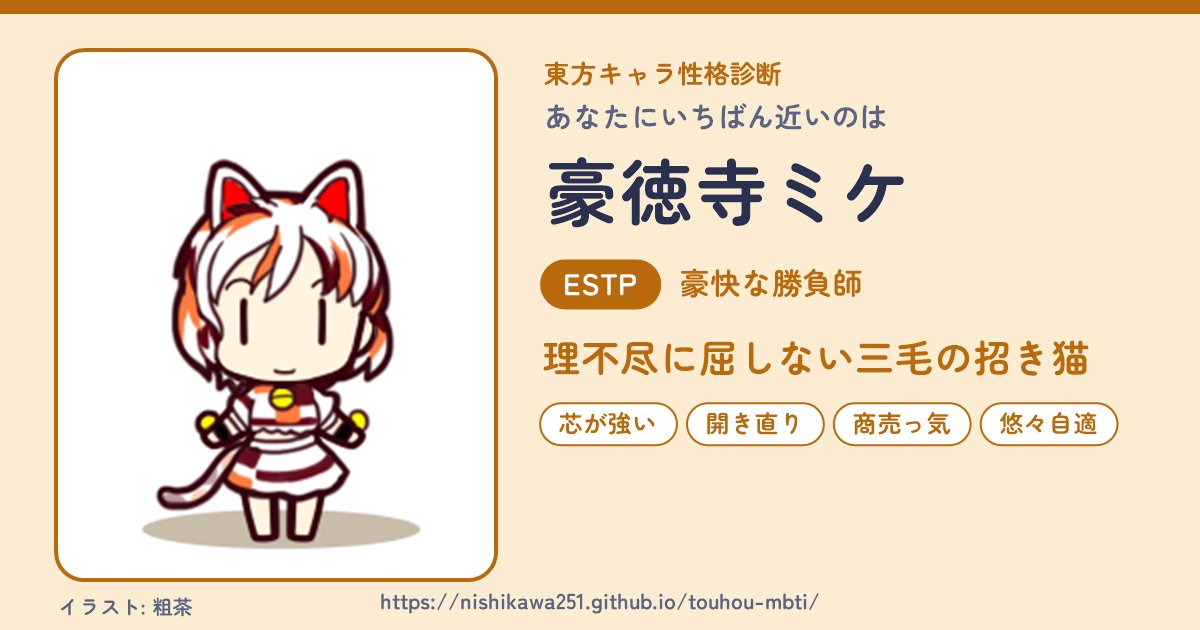 東方キャラ性格診断
あなたにいちばん近いのは
豪徳寺ミケ
ESTP 豪快な勝負師
理不尽に屈しない三毛の招き猫
芯が強い 開き直り 商売っ気 悠々自適
イラスト: 粗茶
https://nishikawa251.github.io/touhou-mbti/